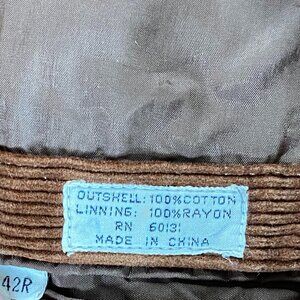 OUTSHELL: 100% COTTON
LINNING: 100% RAYON
RN 60131
MADE IN CHINA
42R